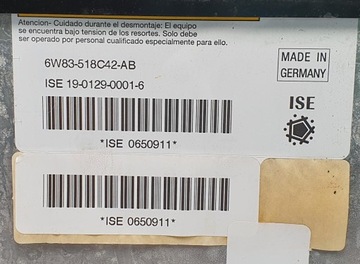 Atencion- Cuidado durante el desmontaje: El equipo
se encuentra bajo tension de los resortes. Solo debe
ser operado por personal cualificado especialmente para ello.
6W83-518C42-AB
MADE IN
GERMANY
ISE 19-0129-0001-6
ISE
*ISE 0650911*
*ISE 0650911*